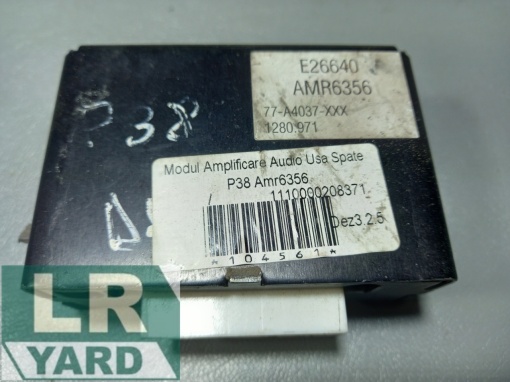 E26640
AMR6356
77-A4037-XXX
1280.971
P38
Modul Amplificare Audio Usa Spate
P38 Amr6356
/ 1110000208371
Dez3.2.5
*104561*
LR
YARD